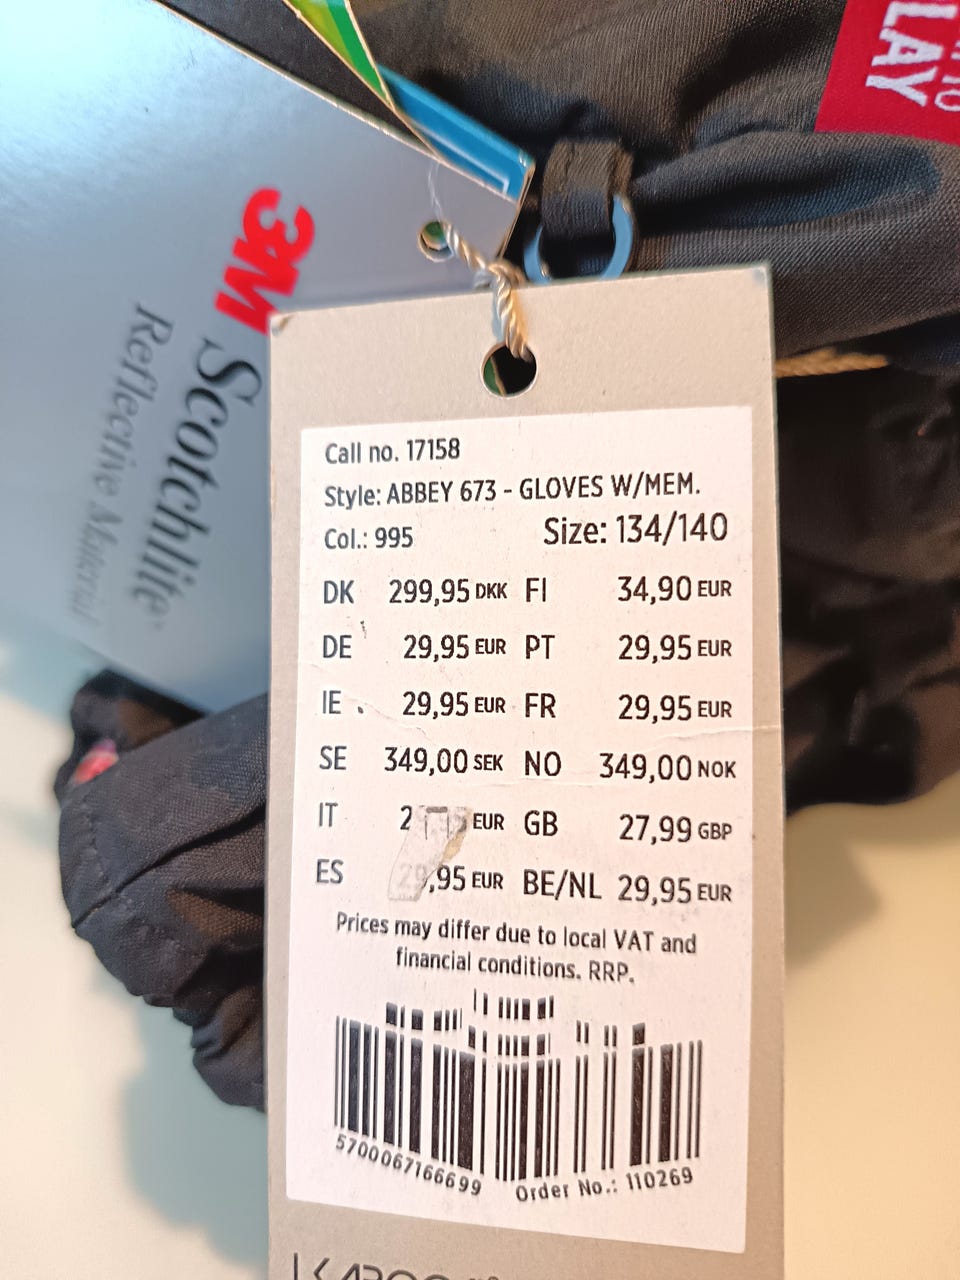 LAY
TO
3M
Scotchlite
Reflective Material
Call no. 17158
Style: ABBEY 673 - GLOVES W/MEM.
Col.: 995 Size: 134/140
DK 299,95 DKK FI 34,90 EUR
DE 29,95 EUR PT 29,95 EUR
IE 29,95 EUR FR 29,95 EUR
SE 349,00 SEK NO 349,00 NOK
IT EUR GB 27,99 GBP
ES 29,95 EUR BE/NL 29,95 EUR
Prices may differ due to local VAT and
financial conditions. RRP.
5700067166699 Order No.: 110269